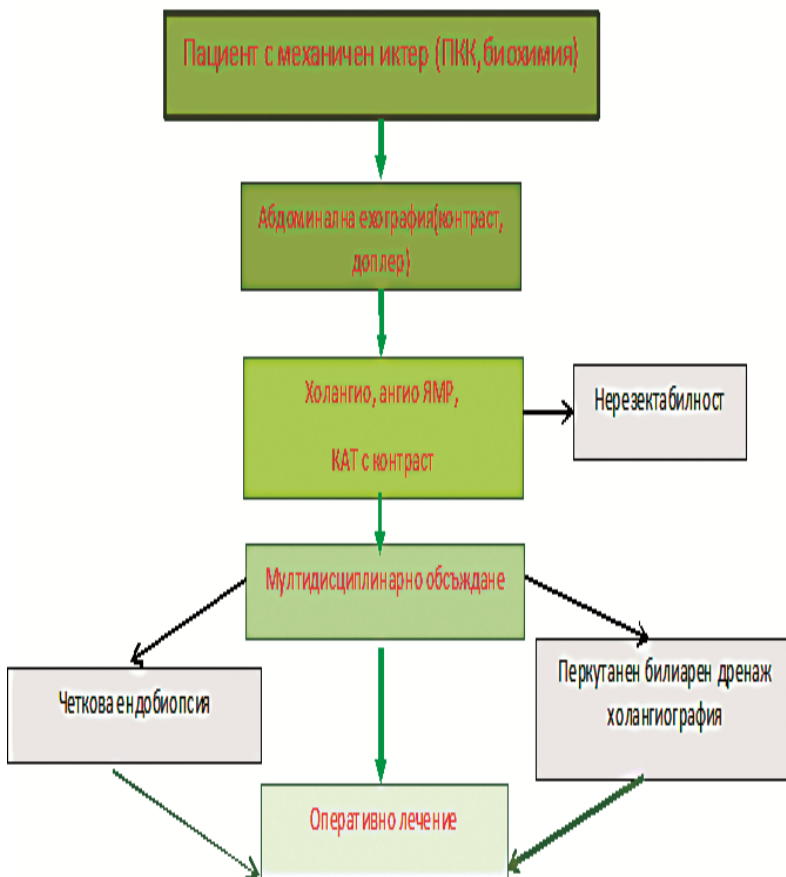 Пациент с механичен иктер (ПКК, биохимия)
Абдоминална ехография(контраст,
доплер)
Холангио, ангио ЯМР,
КАТ с контраст
Нерезектабилност
Мултидисциплинарно обсъждане
Четкова ендобиопсия
Перкутанен билиарен дренаж
холангиография
Оперативно лечение